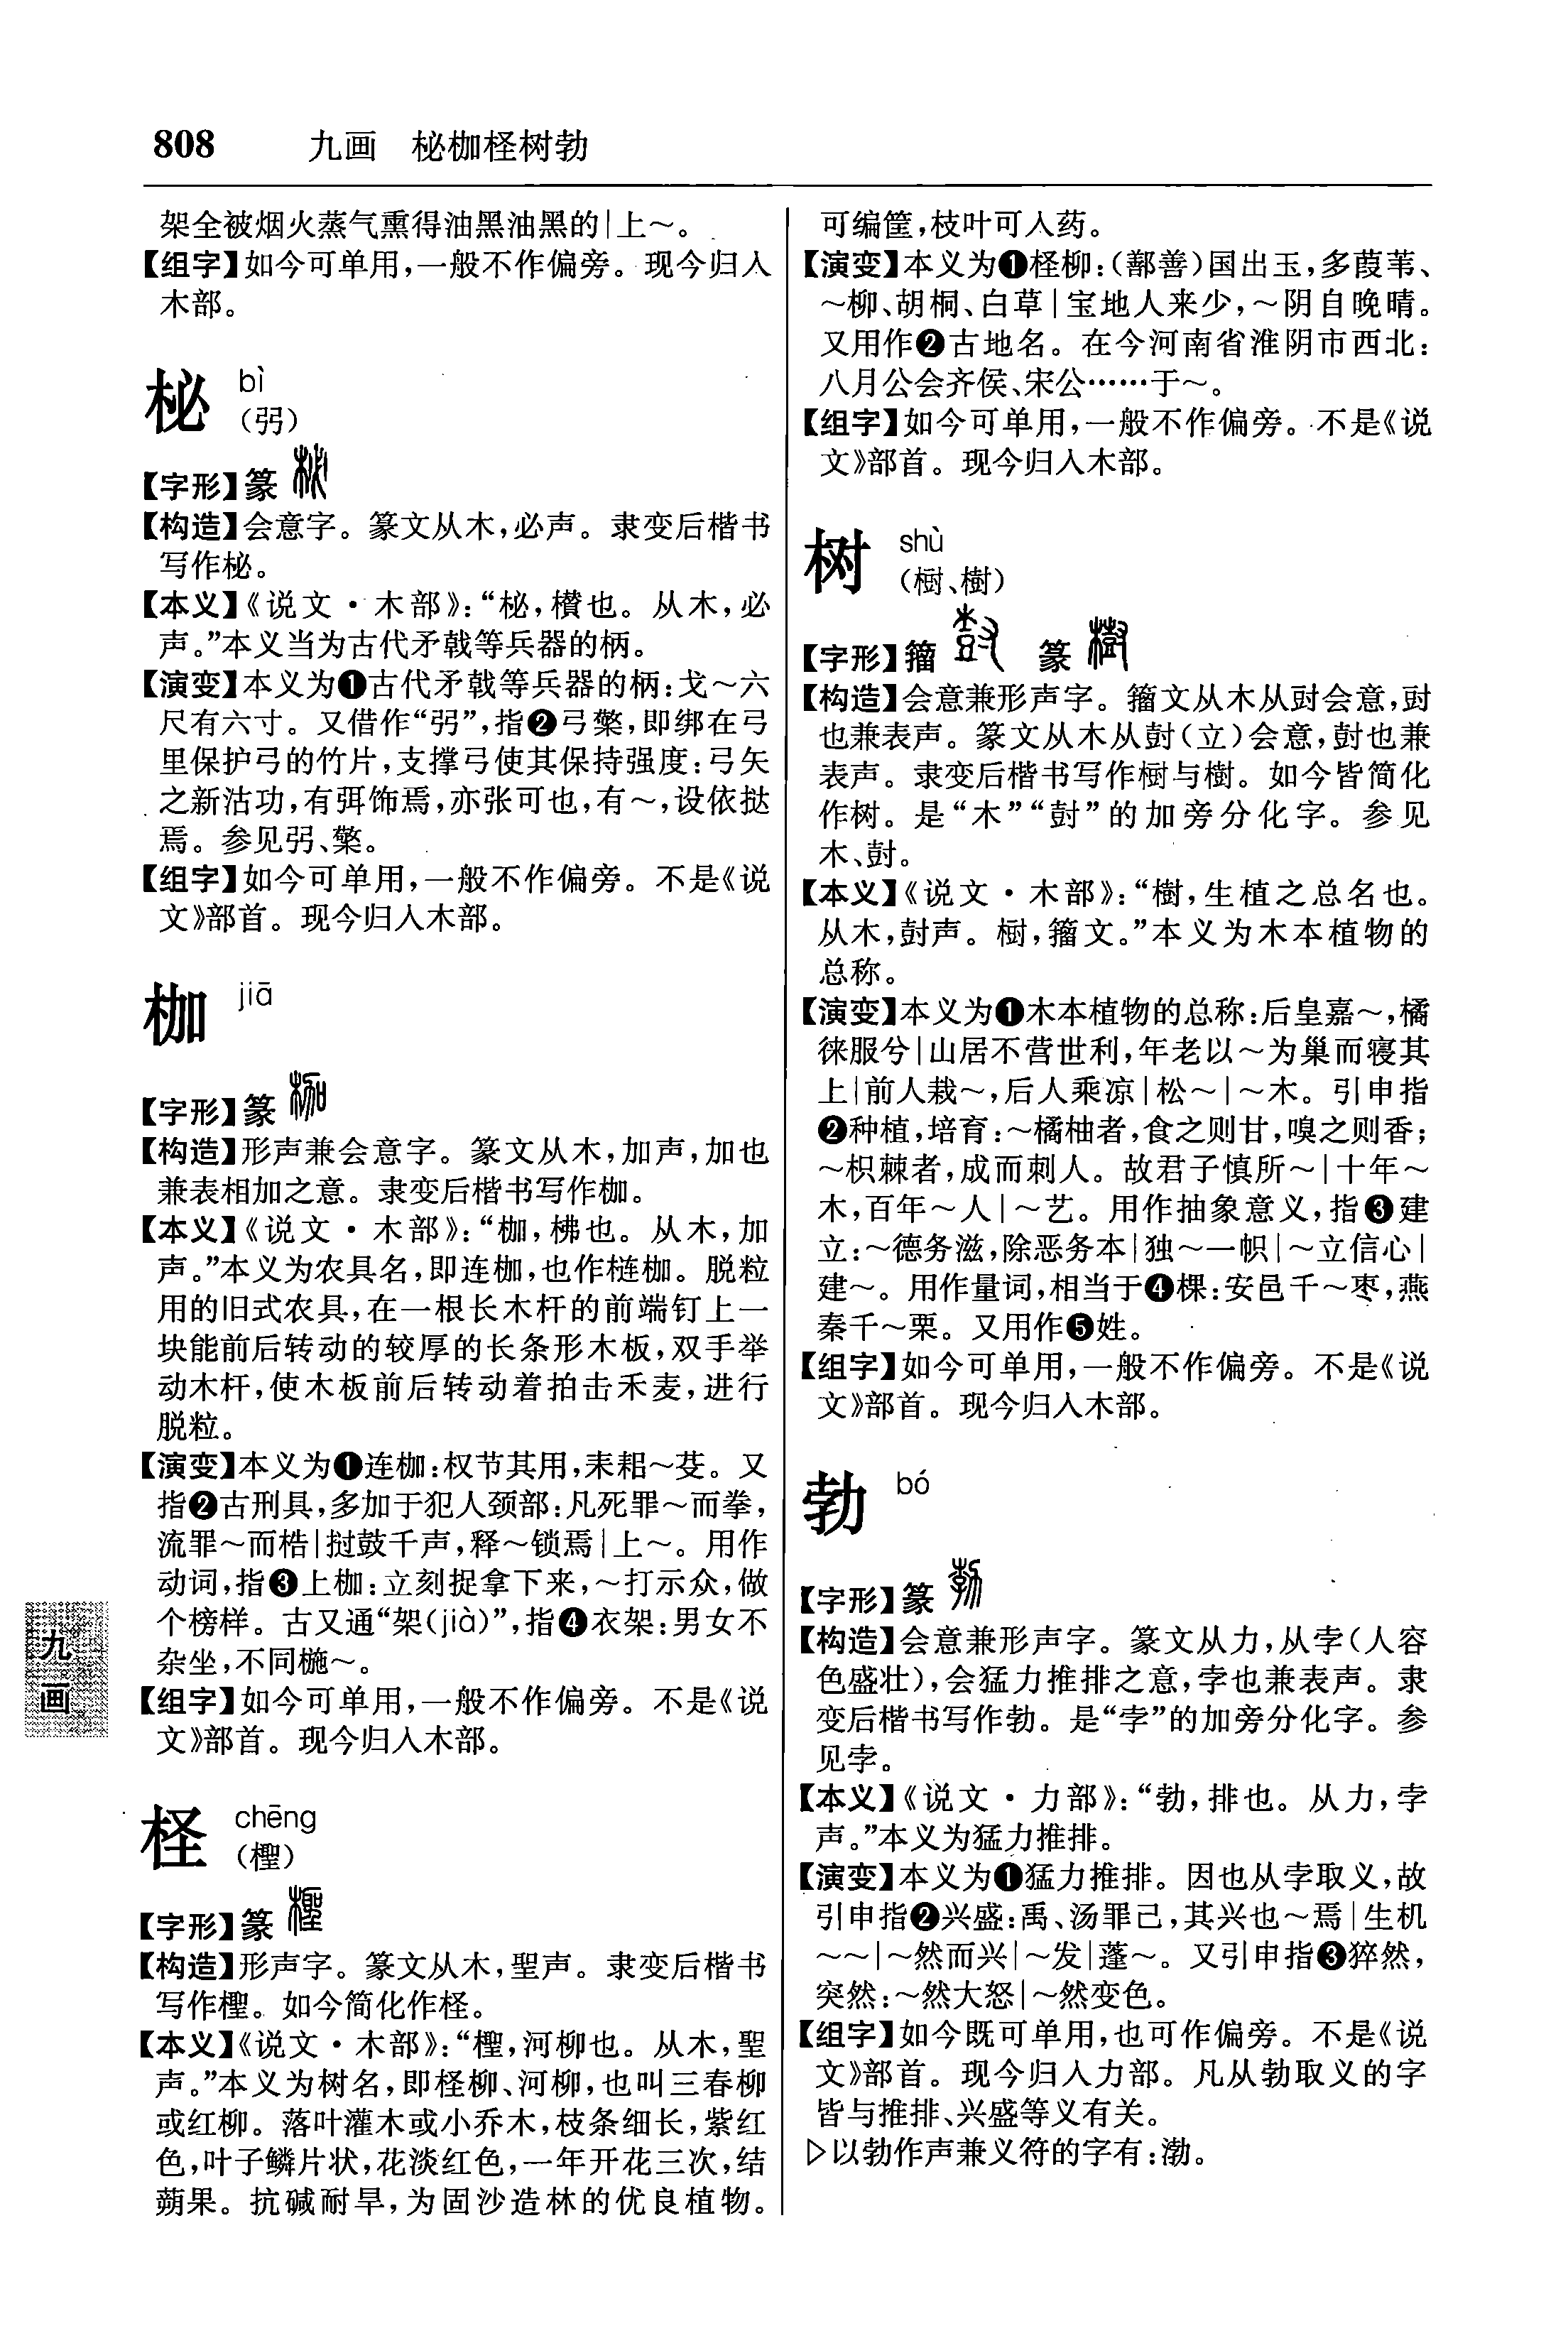 808 九画 柲枷柽树勃
架全被烟火蒸气熏得油黑油黑的|上～。
【组字】如今可单用,一般不作偏旁。现今归入
木部。
柲 bì
(㢶)
【字形】篆
【构造】会意字。篆文从木,必声。隶变后楷书
写作柲。
【本义】《说文·木部》:“柲,欑也。从木,必
声。”本义当为古代矛戟等兵器的柄。
【演变】本义为❶古代矛戟等兵器的柄:戈～六
尺有六寸。又借作“㢶”,指❷弓檠,即绑在弓
里保护弓的竹片,支撑弓使其保持强度:弓矢
之新沽功,有弭饰焉,亦张可也,有～,设依挞
焉。参见㢶、檠。
【组字】如今可单用,一般不作偏旁。不是《说
文》部首。现今归入木部。
枷 jiā
【字形】篆
【构造】形声兼会意字。篆文从木,加声,加也
兼表相加之意。隶变后楷书写作枷。
【本义】《说文·木部》:“枷,柫也。从木,加
声。”本义为农具名,即连枷,也作梿枷。脱粒
用的旧式农具,在一根长木杆的前端钉上一
块能前后转动的较厚的长条形木板,双手举
动木杆,使木板前后转动着拍击禾麦,进行
脱粒。
【演变】本义为❶连枷:权节其用,耒耜～芟。又
指❷古刑具,多加于犯人颈部:凡死罪～而拳,
流罪～而梏|挝鼓千声,释～锁焉|上～。用作
动词,指❸上枷:立刻捉拿下来,～打示众,做
个榜样。古又通“架(jià)”,指❹衣架:男女不
杂坐,不同椸～。
【组字】如今可单用,一般不作偏旁。不是《说
文》部首。现今归入木部。
柽 chēng
(檉)
【字形】篆
【构造】形声字。篆文从木,聖声。隶变后楷书
写作檉。如今简化作柽。
【本义】《说文·木部》:“檉,河柳也。从木,聖
声。”本义为树名,即柽柳、河柳,也叫三春柳
或红柳。落叶灌木或小乔木,枝条细长,紫红
色,叶子鳞片状,花淡红色,一年开花三次,结
蒴果。抗碱耐旱,为固沙造林的优良植物。
可编筐,枝叶可入药。
【演变】本义为❶柽柳:(鄯善)国出玉,多葭苇、
～柳、胡桐、白草|宝地人来少,～阴自晚晴。
又用作❷古地名。在今河南省淮阴市西北:
八月公会齐侯、宋公……于～。
【组字】如今可单用,一般不作偏旁。不是《说
文》部首。现今归入木部。
树 shù
(樹、樹)
【字形】籀 篆
【构造】会意兼形声字。籀文从木从尌会意,尌
也兼表声。篆文从木从尌(立)会意,尌也兼
表声。隶变后楷书写作𣗳与樹。如今皆简化
作树。是“木”“尌”的加旁分化字。参见
木、尌。
【本义】《说文·木部》:“樹,生植之总名也。
从木,尌声。𣗳,籀文。”本义为木本植物的
总称。
【演变】本义为❶木本植物的总称:后皇嘉～,橘
徕服兮|山居不营世利,年老以～为巢而寝其
上|前人栽～,后人乘凉|松～|～木。引申指
❷种植,培育:～橘柚者,食之则甘,嗅之则香;
～枳棘者,成而刺人。故君子慎所～|十年～
木,百年～人|～艺。用作抽象意义,指❸建
立:～德务滋,除恶务本|独～一帜|～立信心|
建～。用作量词,相当于❹棵:安邑千～枣,燕
秦千～栗。又用作❺姓。
【组字】如今可单用,一般不作偏旁。不是《说
文》部首。现今归入木部。
勃 bó
【字形】篆
【构造】会意兼形声字。篆文从力,从孛(人容
色盛壮),会猛力推排之意,孛也兼表声。隶
变后楷书写作勃。是“孛”的加旁分化字。参
见孛。
【本义】《说文·力部》:“勃,排也。从力,孛
声。”本义为猛力推排。
【演变】本义为❶猛力推排。因也从孛取义,故
引申指❷兴盛:禹、汤罪己,其兴也～焉|生机
～～|～然而兴|～发|蓬～。又引申指❸猝然,
突然:～然大怒|～然变色。
【组字】如今既可单用,也可作偏旁。不是《说
文》部首。现今归入力部。凡从勃取义的字
皆与推排、兴盛等义有关。
▷以勃作声兼义符的字有:渤。
九
画